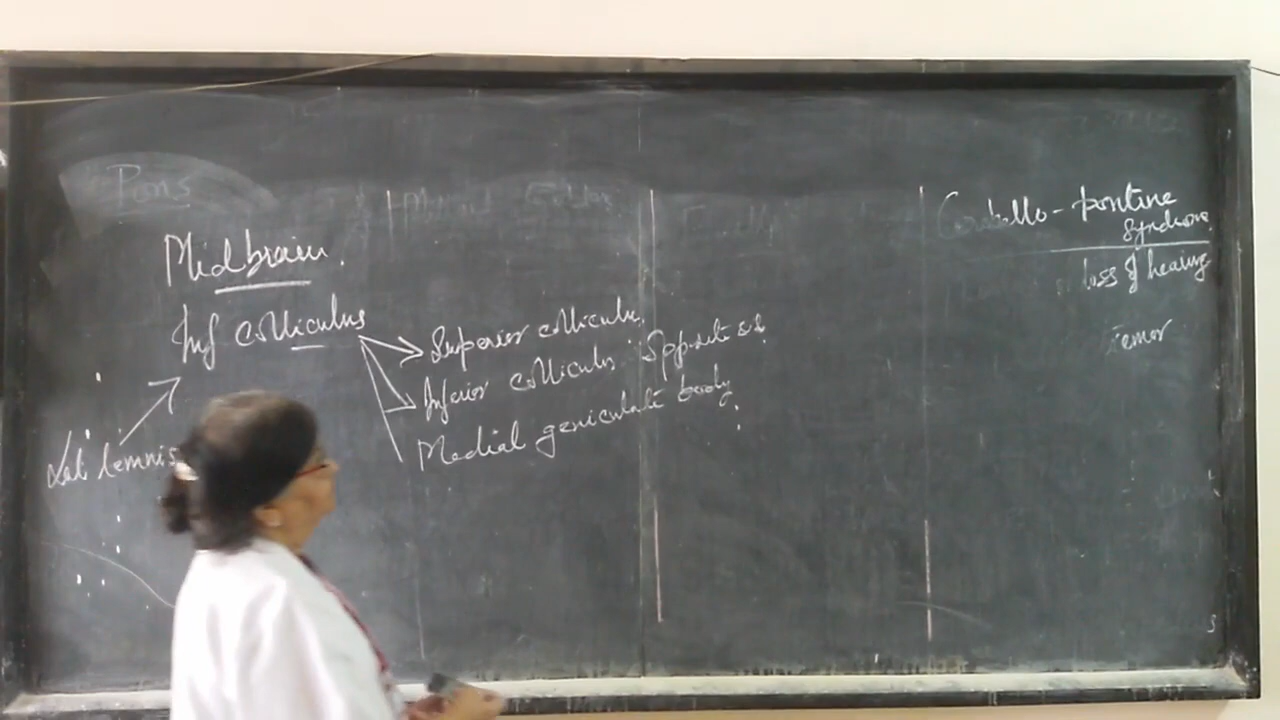 Pons
Midbrain.
Inf colliculus
Superior colliculus
Inferior colliculus
Medial geniculate body
Lat. lemnis
Cerebello-pontine
Syndrome
loss of hearing